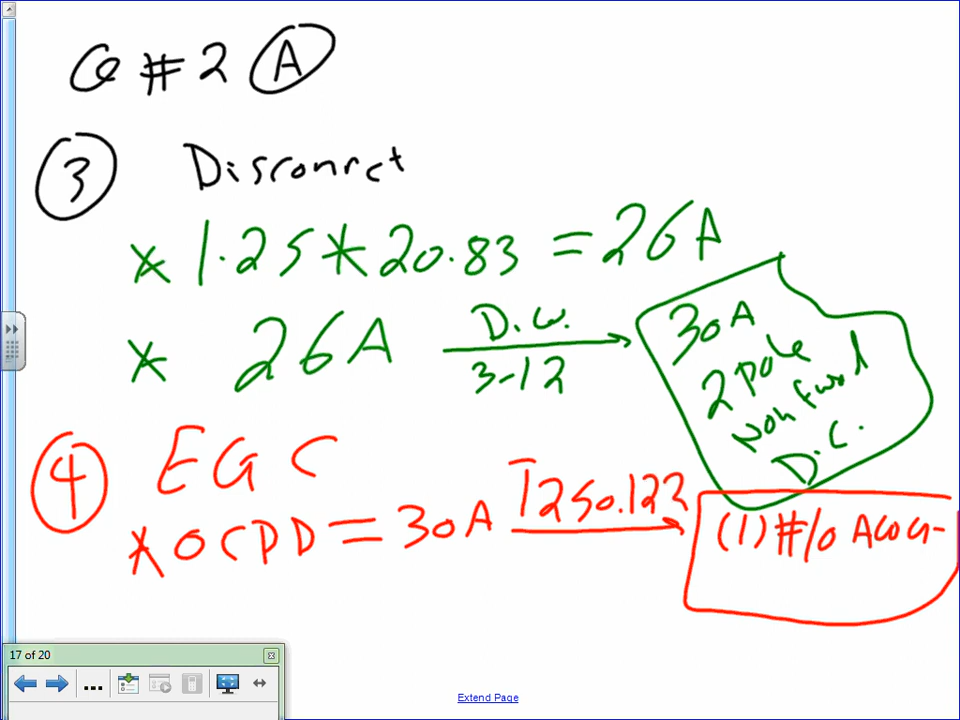 Q #2 A
3 Disconnect
* 1.25 * 20.83 = 26A
* 26A D.W. 3-12
30A
2 pole
Non fused
D.C.
4 EGC
* OCPD = 30A T250.122 (1) #10 ACOG
17 of 20
Extend Page